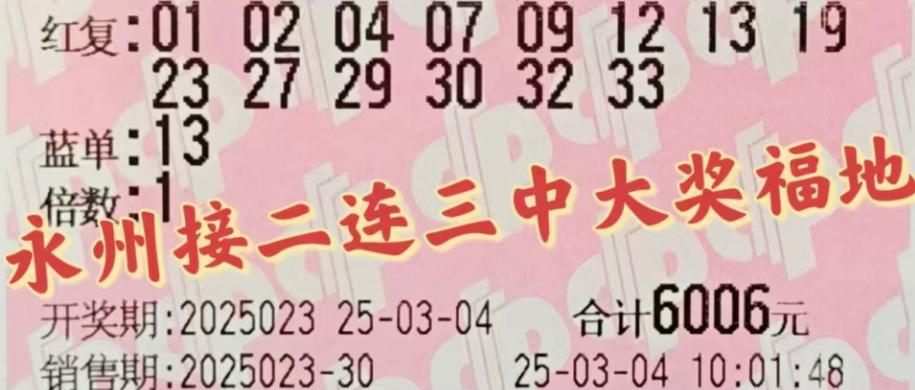 红复:01 02 04 07 09 12 13 19
23 27 29 30 32 33
蓝单:13
倍数:1
永州接二连三中大奖福地
开奖期:2025023 25-03-04 合计6006元
销售期:2025023-30 25-03-04 10:01:48